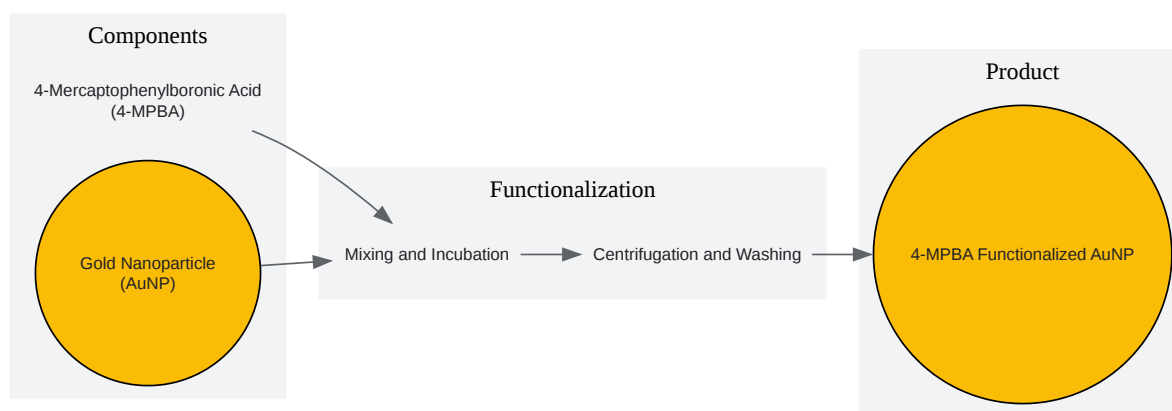 Components
4-Mercaptophenylboronic Acid
(4-MPBA)
Gold Nanoparticle
(AuNP)
Functionalization
Mixing and Incubation
Centrifugation and Washing
Product
4-MPBA Functionalized AuNP